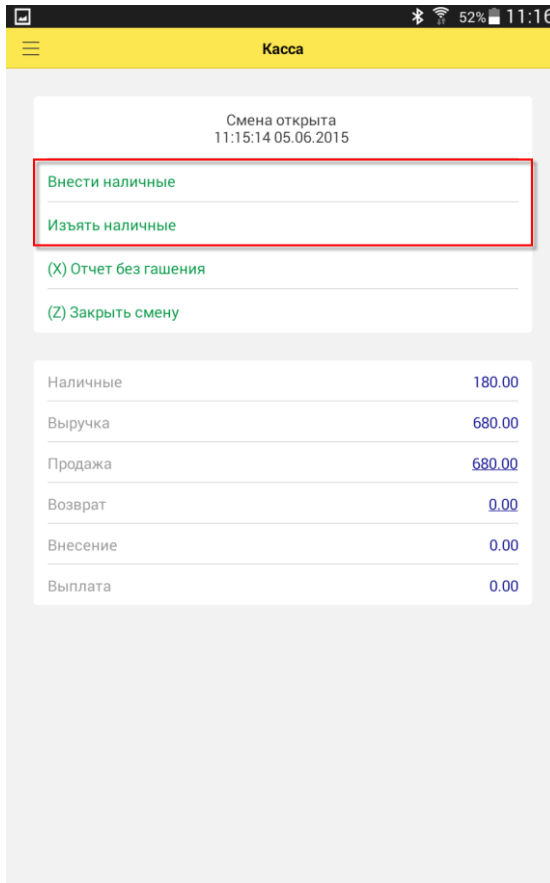 52% 11:16
Касса
Смена открыта
11:15:14 05.06.2015
Внести наличные
Изъять наличные
(X) Отчет без гашения
(Z) Закрыть смену
Наличные 180.00
Выручка 680.00
Продажа 680.00
Возврат 0.00
Внесение 0.00
Выплата 0.00